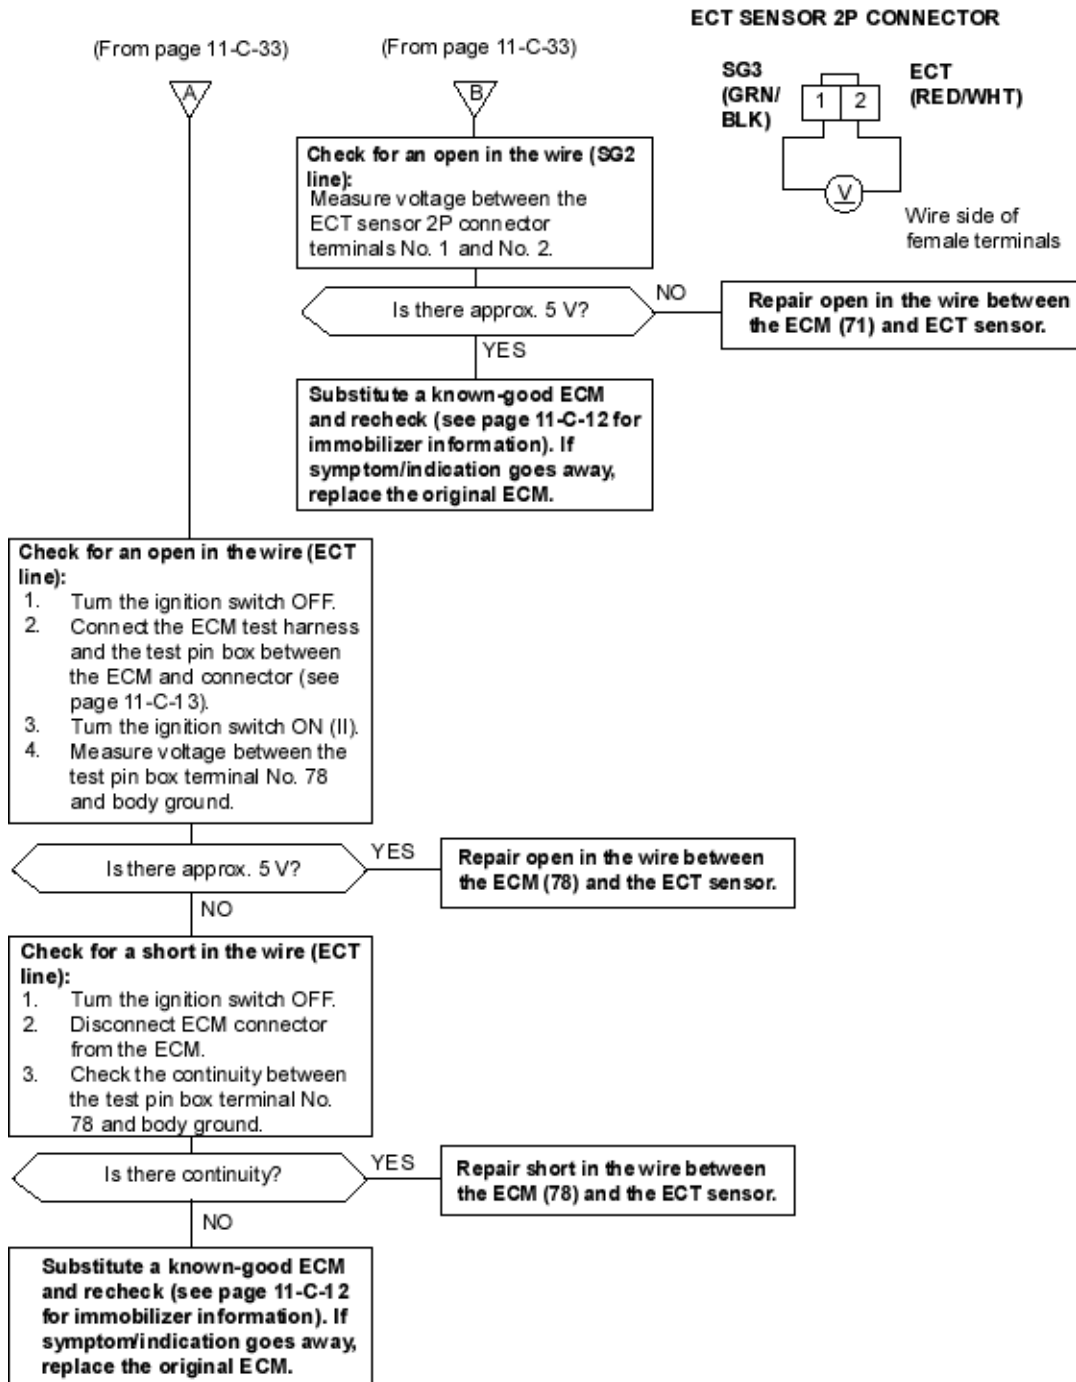 ECT SENSOR 2P CONNECTOR
(From page 11-C-33)
(From page 11-C-33)
A
B
SG3
(GRN/
BLK)
1 2
ECT
(RED/WHT)
V
Wire side of
female terminals
Check for an open in the wire (SG2
line):
Measure voltage between the
ECT sensor 2P connector
terminals No. 1 and No. 2.
Is there approx. 5 V?
NO
Repair open in the wire between
the ECM (71) and ECT sensor.
YES
Substitute a known-good ECM
and recheck (see page 11-C-12 for
immobilizer information). If
symptom/indication goes away,
replace the original ECM.
Check for an open in the wire (ECT
line):
1. Turn the ignition switch OFF.
2. Connect the ECM test harness
and the test pin box between
the ECM and connector (see
page 11-C-13).
3. Turn the ignition switch ON (II).
4. Measure voltage between the
test pin box terminal No. 78
and body ground.
Is there approx. 5 V?
YES
Repair open in the wire between
the ECM (78) and the ECT sensor.
NO
Check for a short in the wire (ECT
line):
1. Turn the ignition switch OFF.
2. Disconnect ECM connector
from the ECM.
3. Check the continuity between
the test pin box terminal No.
78 and body ground.
Is there continuity?
YES
Repair short in the wire between
the ECM (78) and the ECT sensor.
NO
Substitute a known-good ECM
and recheck (see page 11-C-12
for immobilizer information). If
symptom/indication goes away,
replace the original ECM.